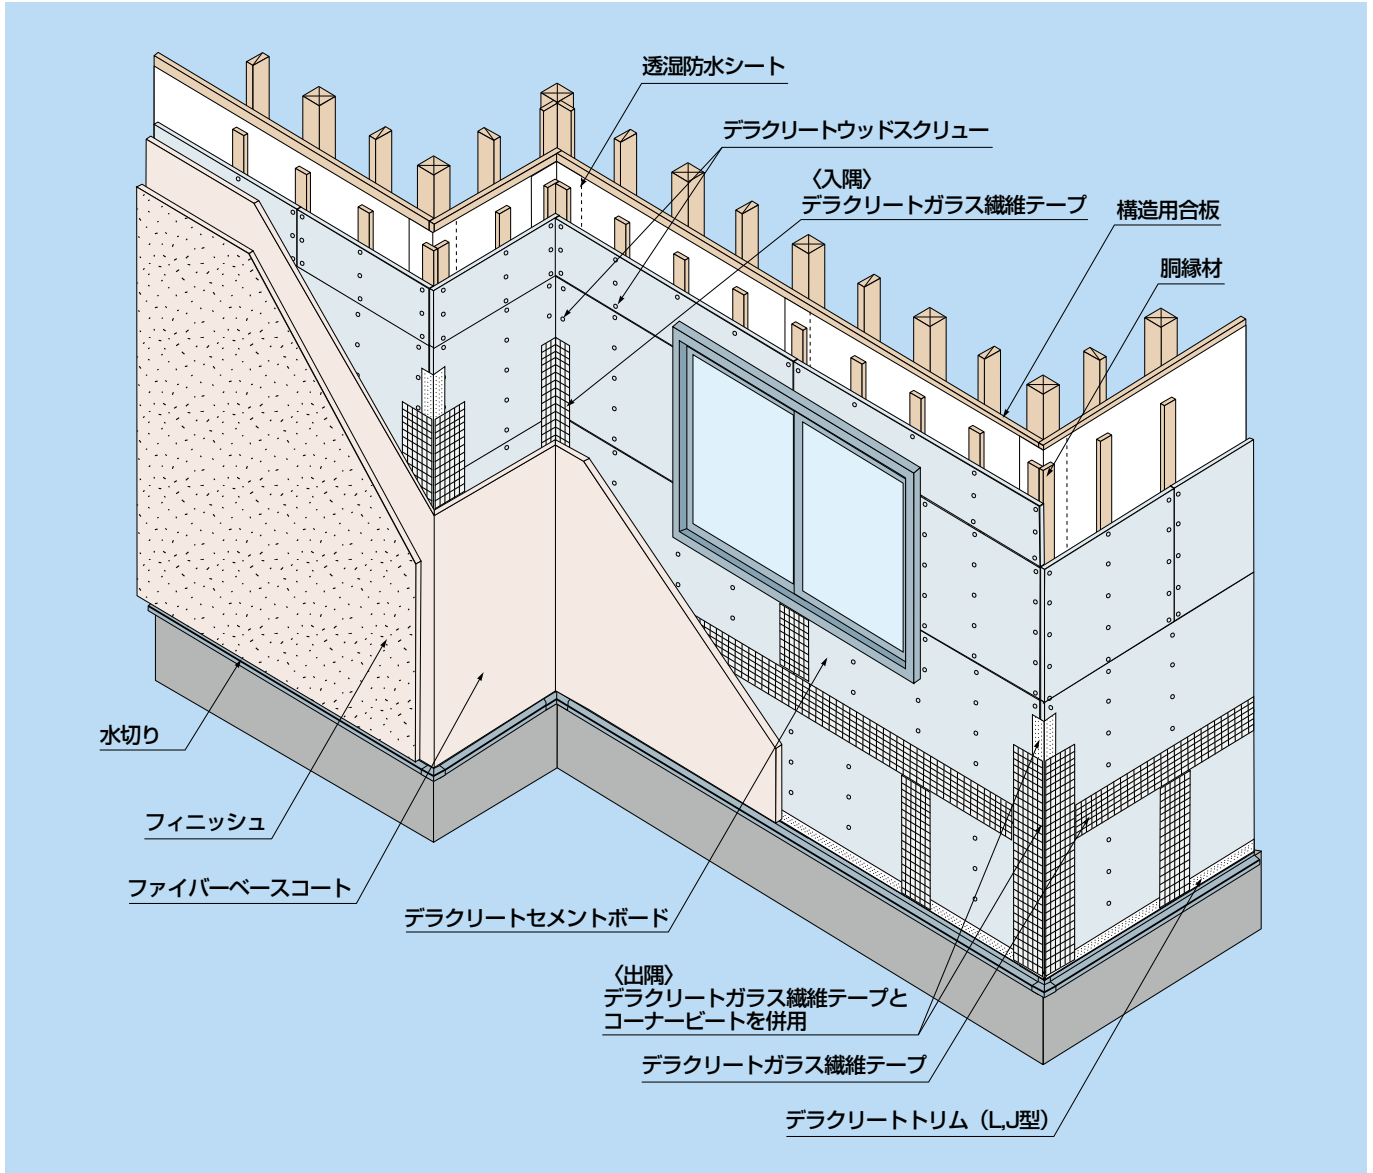 透湿防水シート
デラクリートウッドスクリュー
〈入隅〉
デラクリートガラス繊維テープ
構造用合板
胴縁材
水切り
フィニッシュ
ファイバーベースコート
デラクリートセメントボード
〈出隅〉
デラクリートガラス繊維テープと
コーナービートを併用
デラクリートガラス繊維テープ
デラクリートトリム（L,J型）